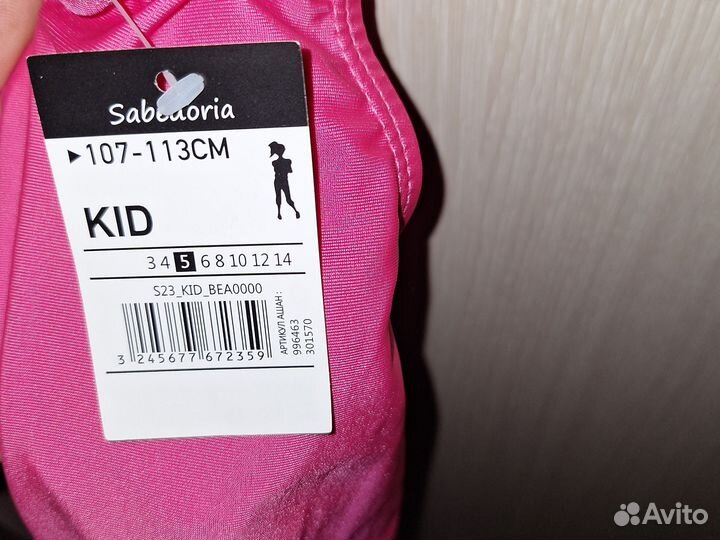 Sabedoria
▸107-113CM
KID
3 4 5 6 8 10 12 14
S23_KID_BEA0000
3 245677 672359
АРТИКУЛ АШАН:
996463
301570
Avito